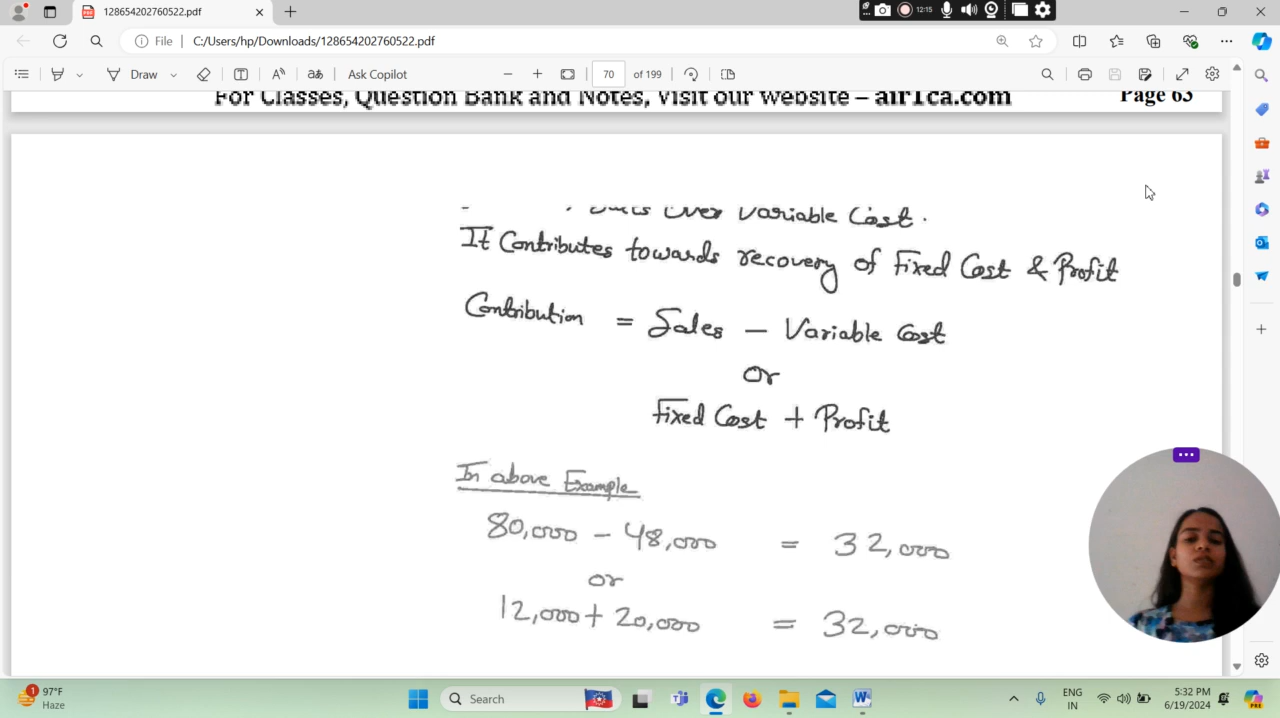 128654202760522.pdf
12:15
File
C:/Users/hp/Downloads/128654202760522.pdf
Draw
Ask Copilot
70 of 199
For Classes, Question Bank and Notes, Visit our website – air1ca.com Page 63
Sales Over Variable Cost.
It Contributes towards recovery of Fixed Cost & Profit
Contribution = Sales – Variable Cost
or
Fixed Cost + Profit
In above Example
80,000 – 48,000 = 32,000
or
12,000 + 20,000 = 32,000
1
97°F
Haze
Search
ENG
IN
5:32 PM
6/19/2024